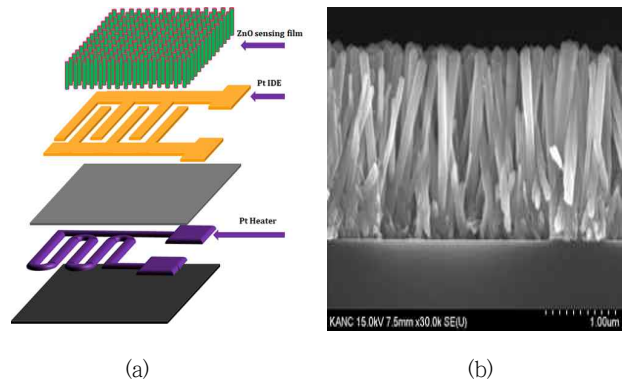 ZnO sensing film
Pt IDE
Pt Heater
KANC 15.0kV 7.5mm x30.0k SE(U)
1.00um
(a)
(b)